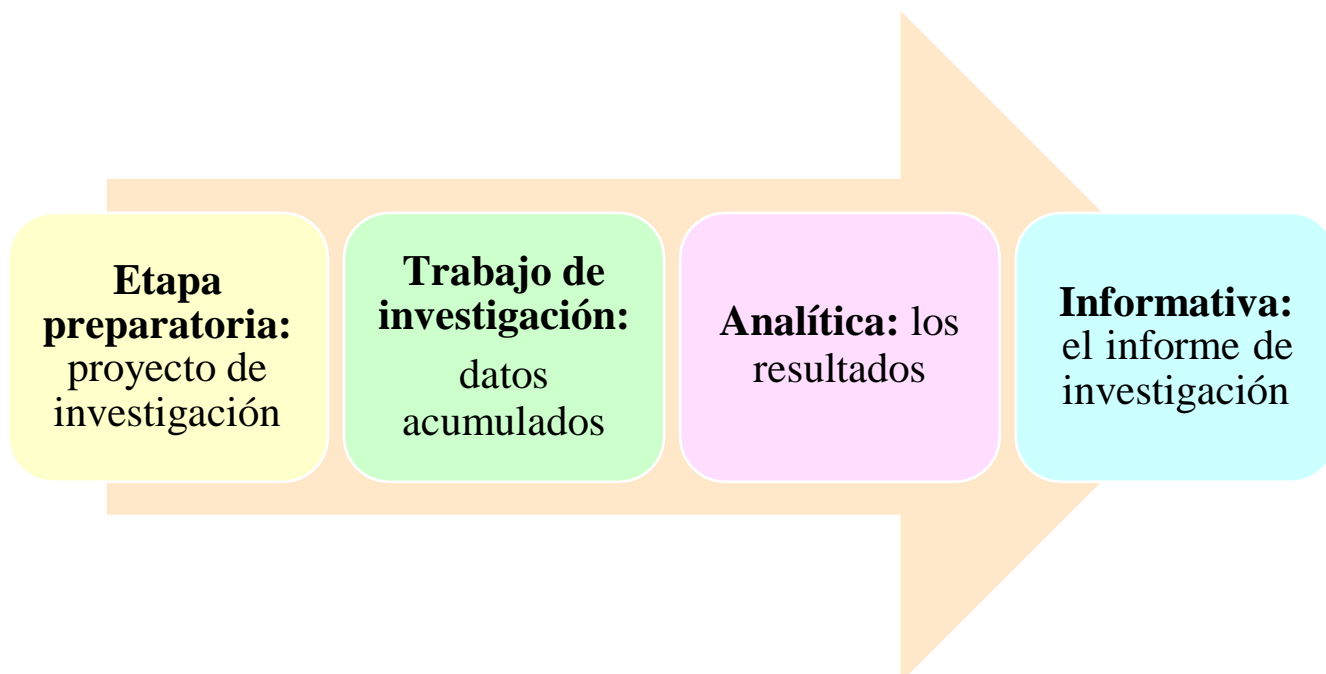 Etapa
preparatoria:
proyecto de
investigación
Trabajo de
investigación:
datos
acumulados
Analítica: los
resultados
Informativa:
el informe de
investigación